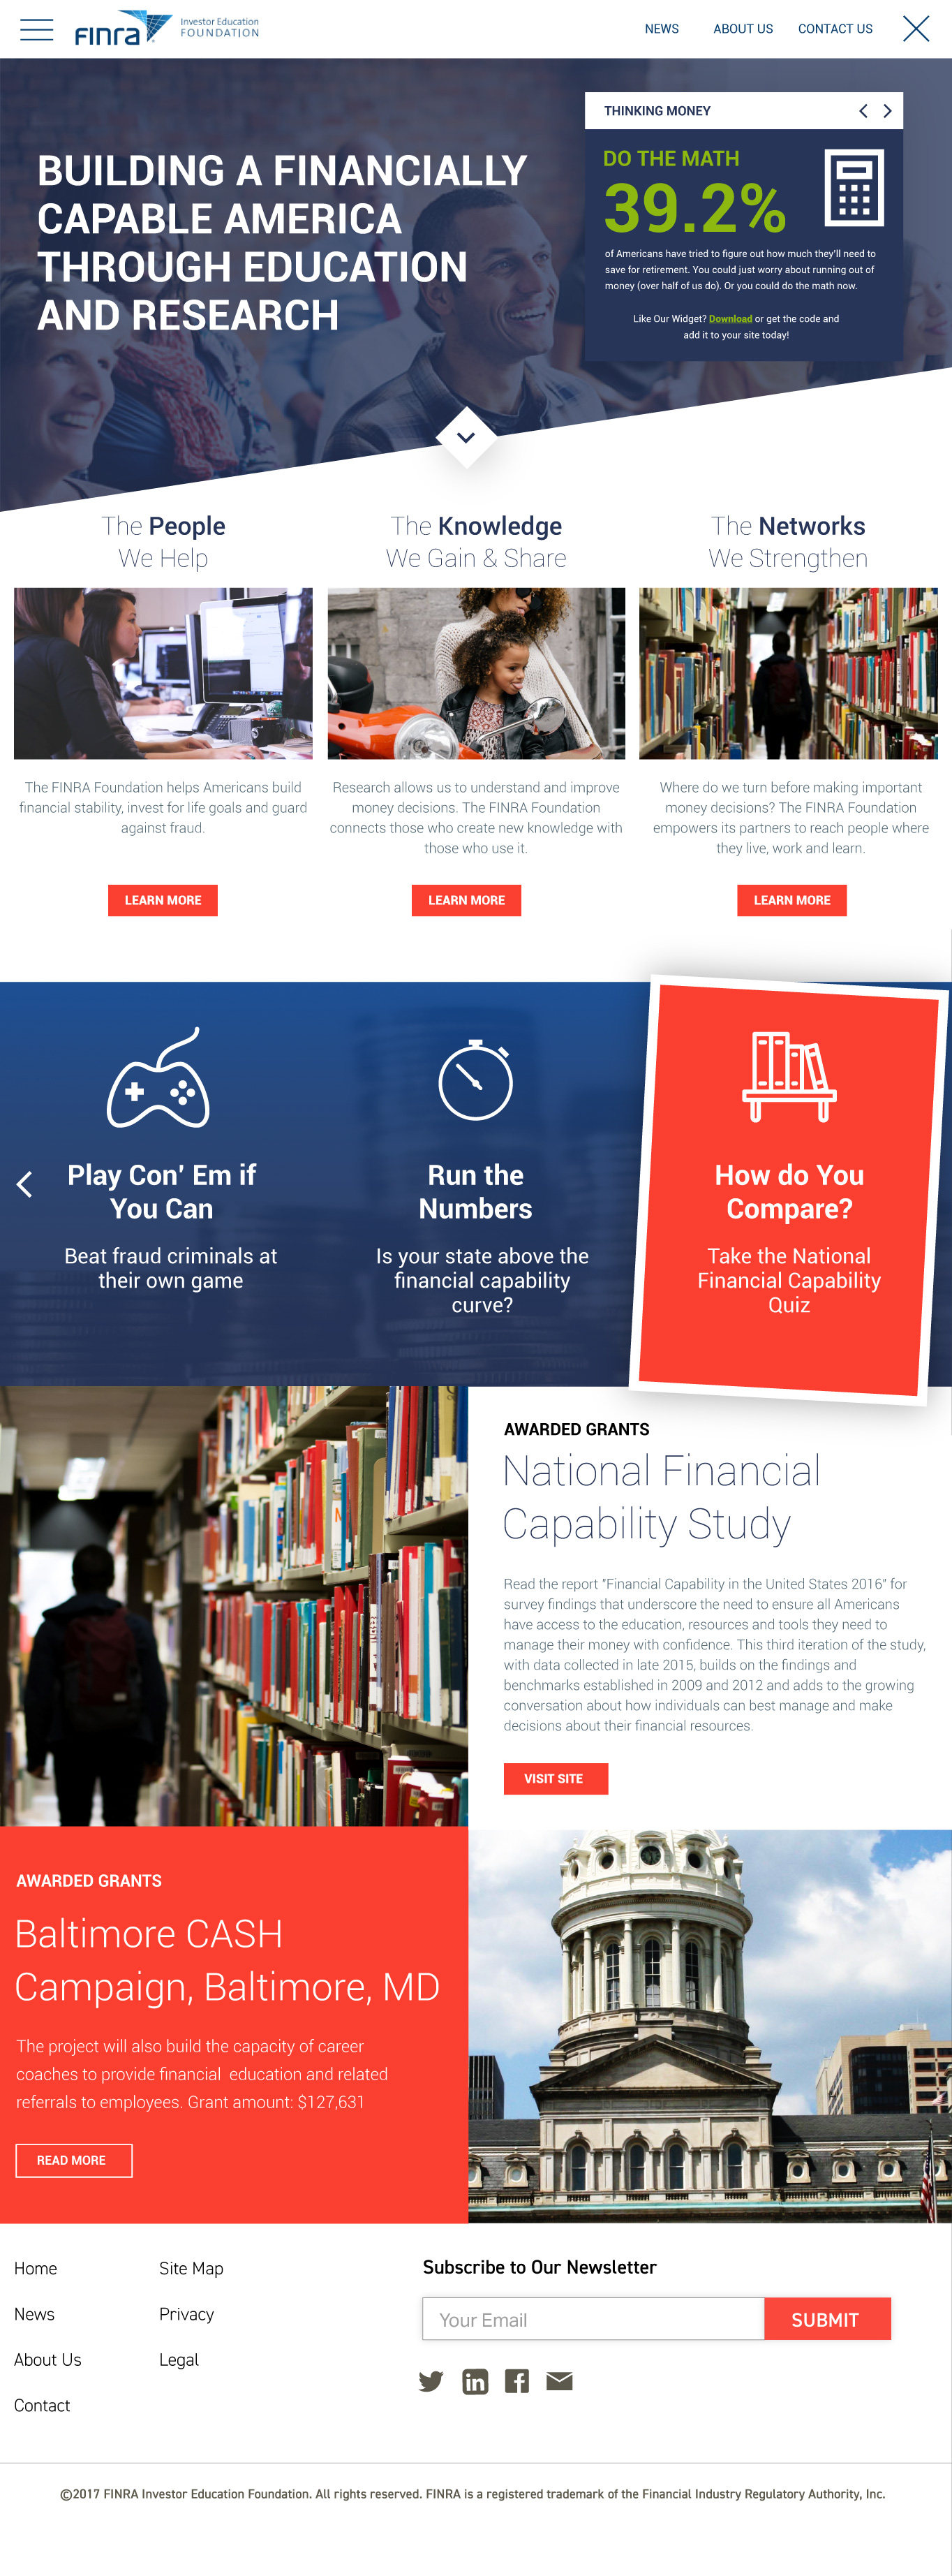 finra
Investor Education
FOUNDATION
NEWS
ABOUT US
CONTACT US
BUILDING A FINANCIALLY
CAPABLE AMERICA
THROUGH EDUCATION
AND RESEARCH
THINKING MONEY
DO THE MATH
39.2%
of Americans have tried to figure out how much they'll need to
save for retirement. You could just worry about running out of
money (over half of us do). Or you could do the math now.
Like Our Widget? Download or get the code and
add it to your site today!
The People
We Help
The FINRA Foundation helps Americans build
financial stability, invest for life goals and guard
against fraud.
LEARN MORE
The Knowledge
We Gain & Share
Research allows us to understand and improve
money decisions. The FINRA Foundation
connects those who create new knowledge with
those who use it.
LEARN MORE
The Networks
We Strengthen
Where do we turn before making important
money decisions? The FINRA Foundation
empowers its partners to reach people where
they live, work and learn.
LEARN MORE
Play Con' Em if
You Can
Beat fraud criminals at
their own game
Run the
Numbers
Is your state above the
financial capability
curve?
How do You
Compare?
Take the National
Financial Capability
Quiz
AWARDED GRANTS
National Financial
Capability Study
Read the report “Financial Capability in the United States 2016” for
survey findings that underscore the need to ensure all Americans
have access to the education, resources and tools they need to
manage their money with confidence. This third iteration of the study,
with data collected in late 2015, builds on the findings and
benchmarks established in 2009 and 2012 and adds to the growing
conversation about how individuals can best manage and make
decisions about their financial resources.
VISIT SITE
AWARDED GRANTS
Baltimore CASH
Campaign, Baltimore, MD
The project will also build the capacity of career
coaches to provide financial  education and related
referrals to employees. Grant amount: $127,631
READ MORE
Home
News
About Us
Contact
Site Map
Privacy
Legal
Subscribe to Our Newsletter
Your Email
SUBMIT
©2017 FINRA Investor Education Foundation. All rights reserved. FINRA is a registered trademark of the Financial Industry Regulatory Authority, Inc.